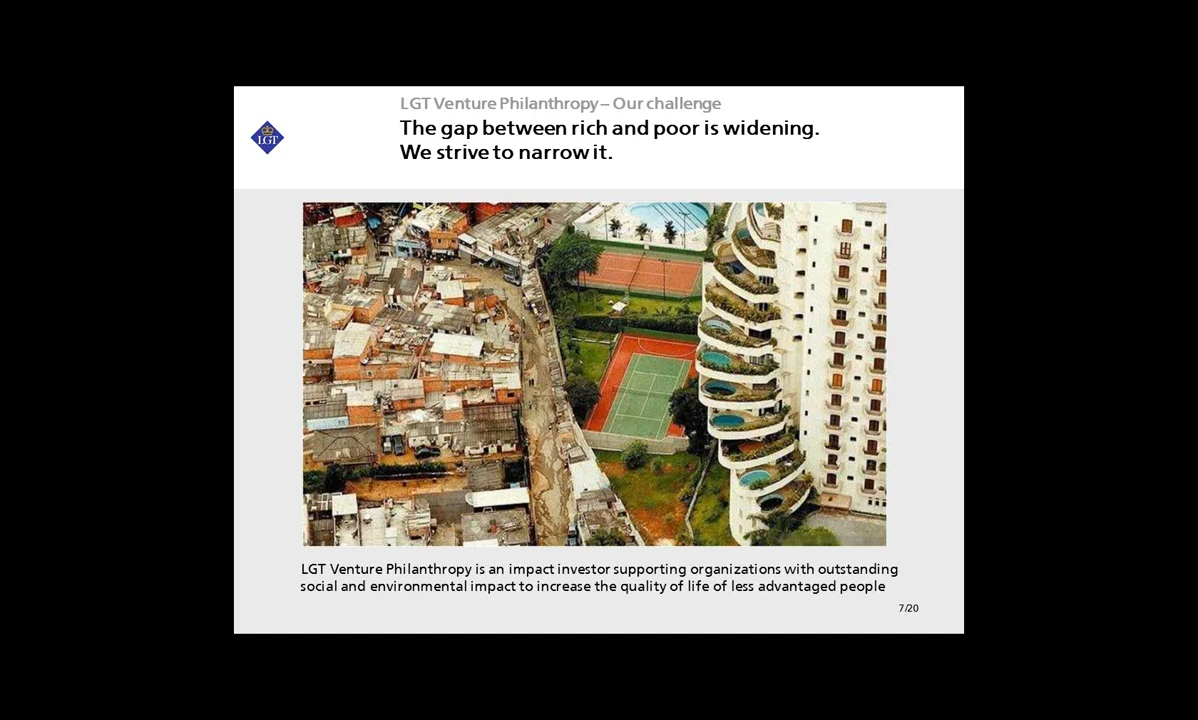 LGT Venture Philanthropy – Our challenge
The gap between rich and poor is widening.
We strive to narrow it.
LGT
LGT Venture Philanthropy is an impact investor supporting organizations with outstanding
social and environmental impact to increase the quality of life of less advantaged people
7/20